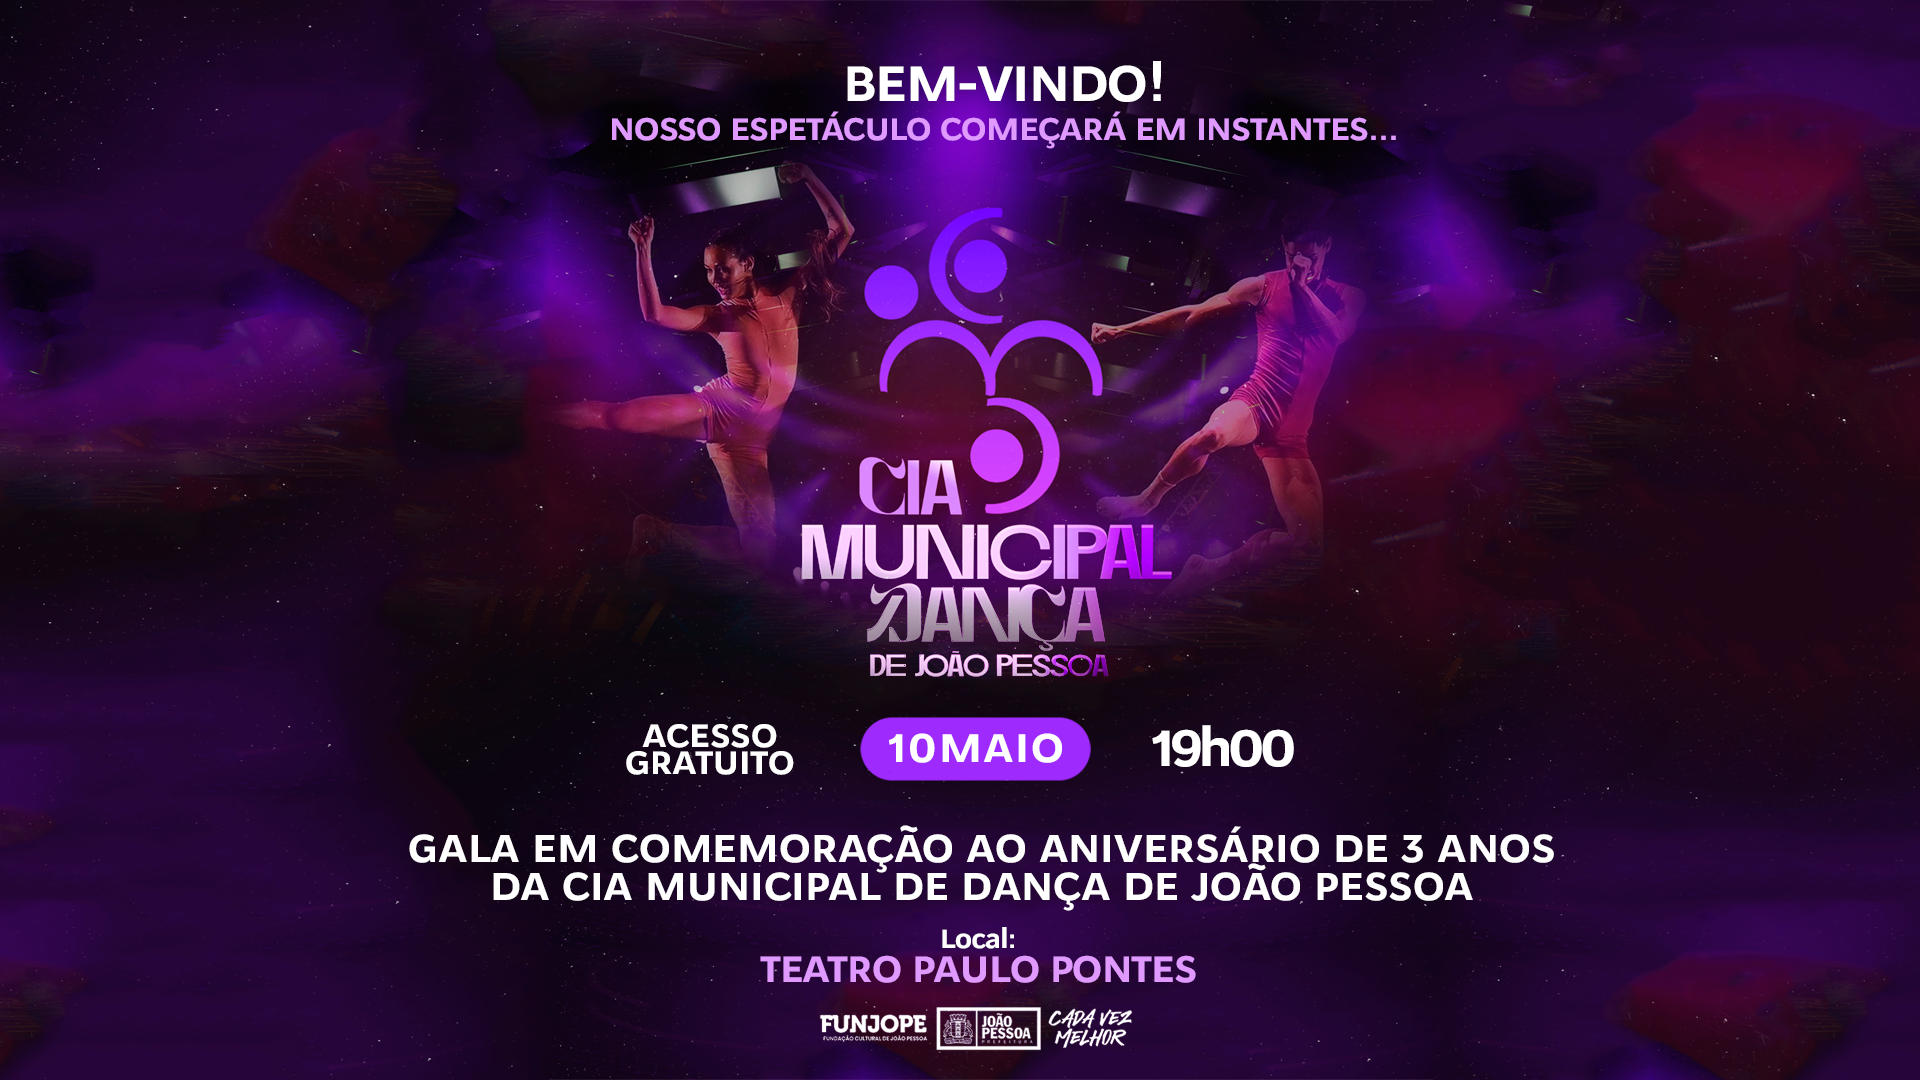 BEM-VINDO!
NOSSO ESPETÁCULO COMEÇARÁ EM INSTANTES...
CIA
MUNICIPAL
DANÇA
DE JOÃO PESSOA
ACESSO
GRATUITO
10 MAIO
19h00
GALA EM COMEMORAÇÃO AO ANIVERSÁRIO DE 3 ANOS
DA CIA MUNICIPAL DE DANÇA DE JOÃO PESSOA
Local:
TEATRO PAULO PONTES
FUNJOPE
FUNDAÇÃO CULTURAL DE JOÃO PESSOA
JOÃO
PESSOA
PREFEITURA
CADA VEZ
MELHOR